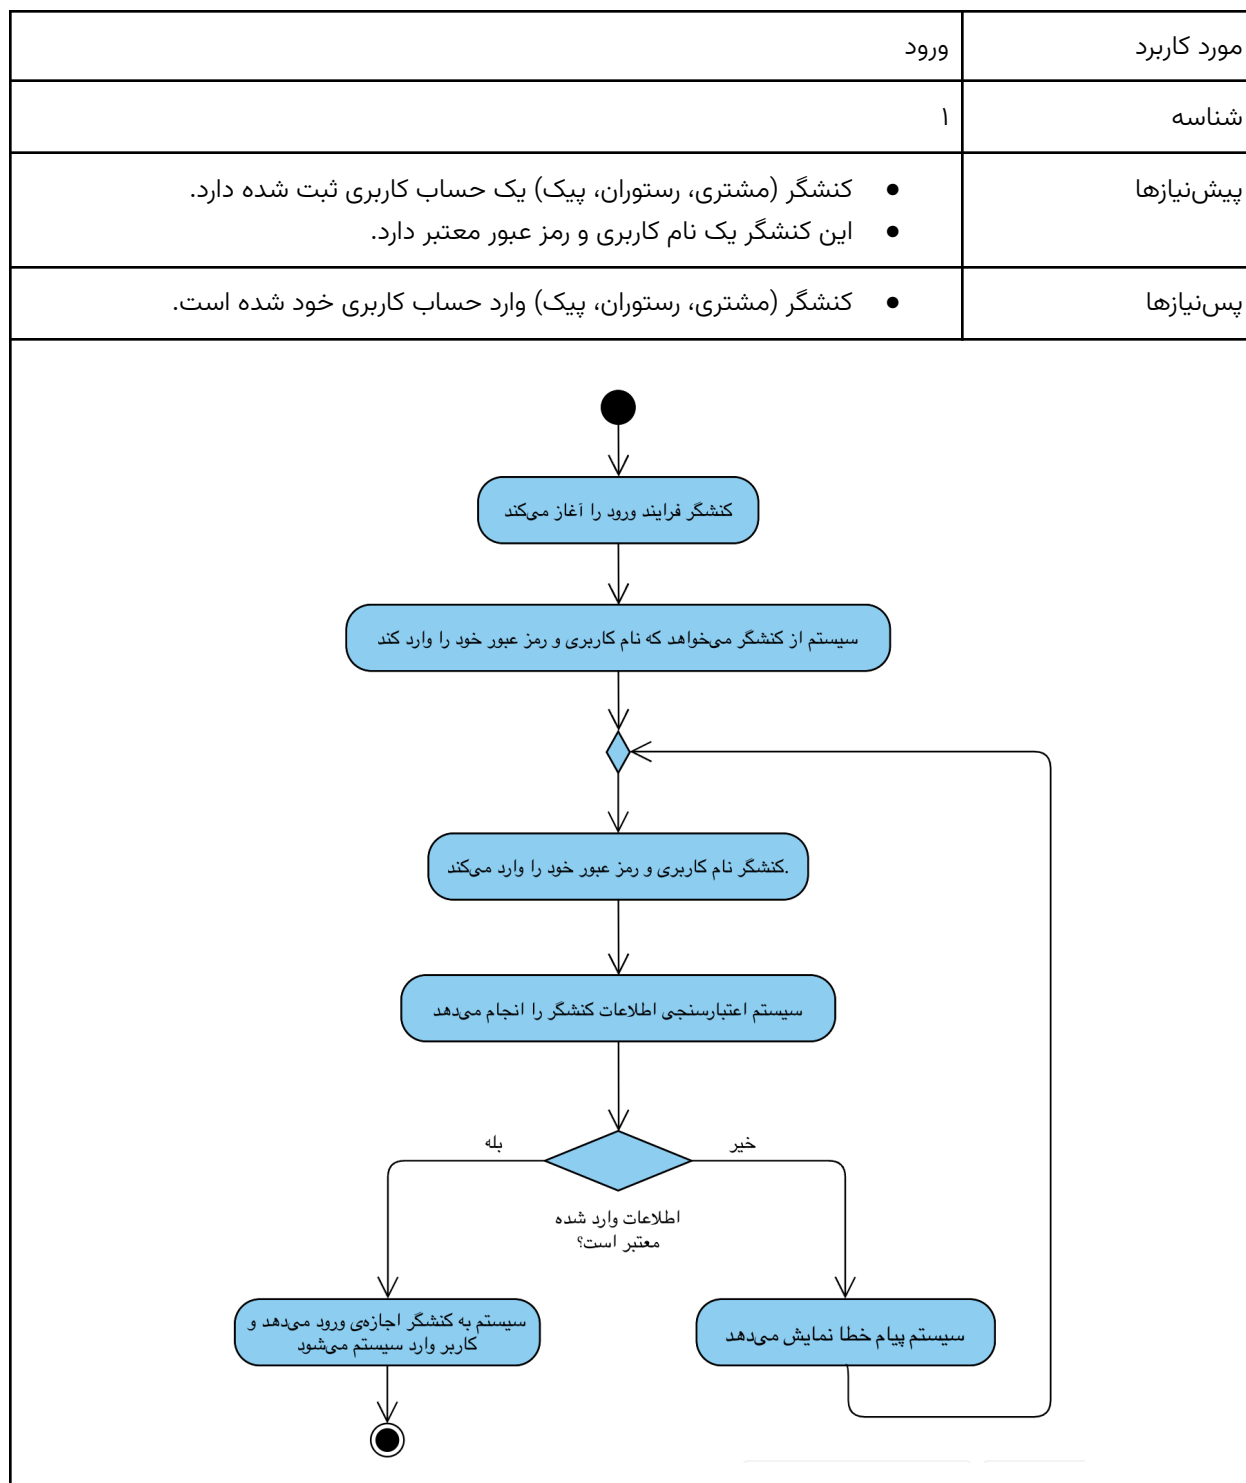 مورد کاربرد
ورود
شناسه
۱
پیش‌نیازها
● کنشگر (مشتری، رستوران، پیک) یک حساب کاربری ثبت شده دارد.
● این کنشگر یک نام کاربری و رمز عبور معتبر دارد.
پس‌نیازها
● کنشگر (مشتری، رستوران، پیک) وارد حساب کاربری خود شده است.
کنشگر فرایند ورود را آغاز می‌کند
سیستم از کنشگر می‌خواهد که نام کاربری و رمز عبور خود را وارد کند
.کنشگر نام کاربری و رمز عبور خود را وارد می‌کند
سیستم اعتبارسنجی اطلاعات کنشگر را انجام می‌دهد
خیر
بله
اطلاعات وارد شده
معتبر است؟
سیستم پیام خطا نمایش می‌دهد
سیستم به کنشگر اجازه‌ی ورود می‌دهد و
کاربر وارد سیستم می‌شود